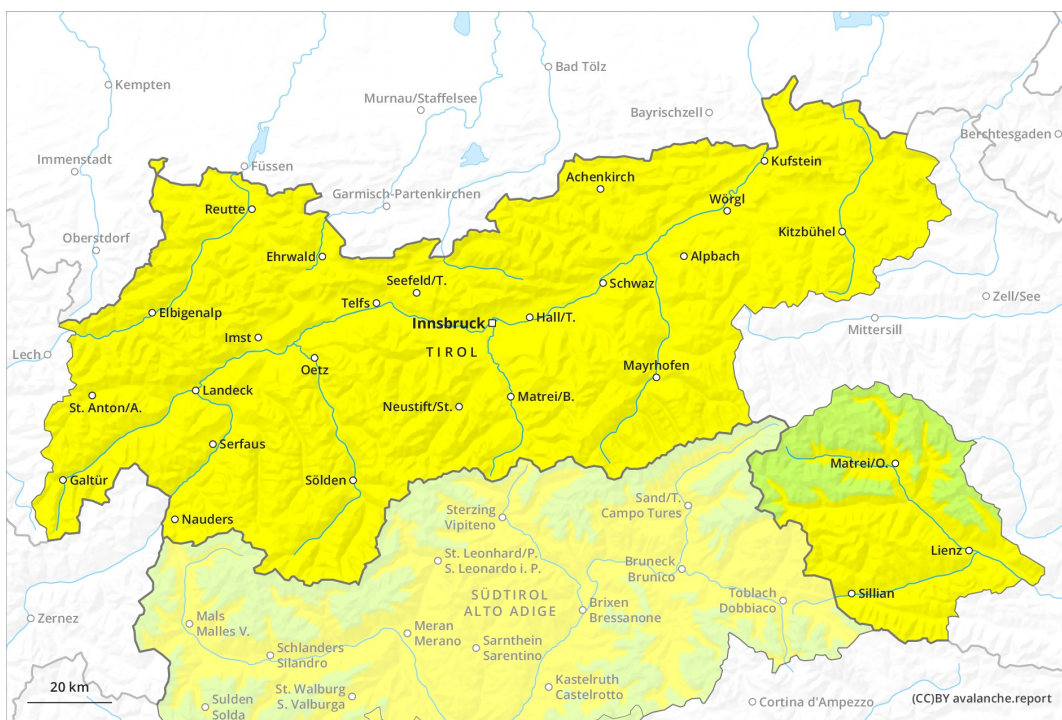 Kempten
Bad Tölz
Murnau/Staffelsee
Bayrischzell
Berchtesgaden
Immenstadt
Füssen
Kufstein
Achenkirch
Garmisch-Partenkirchen
Wörgl
Reutte
Oberstdorf
Kitzbühel
Ehrwald
Alpbach
Seefeld/T.
Schwaz
Zell/See
Telfs
Elbigenalp
Hall/T.
Innsbruck
Mittersill
Imst
Lech
TIROL
Oetz
Mayrhofen
Landeck
St. Anton/A.
Neustift/St.
Matrei/B.
Serfaus
Matrei/O.
Galtür
Sölden
Sand/T.
Campo Tures
Sterzing
Vipiteno
Nauders
Lienz
St. Leonhard/P.
S. Leonardo i. P.
Bruneck
Brunico
SÜDTIROL
ALTO ADIGE
Sillian
Toblach
Dobbiaco
Brixen
Bressanone
Zernez
Mals
Malles V.
Meran
Merano
Sarnthein
Sarentino
Schlanders
Silandro
Kastelruth
Castelrotto
20 km
St. Walburg
S. Valburga
Sulden
Solda
Cortina d'Ampezzo
(CC)BY avalanche.report